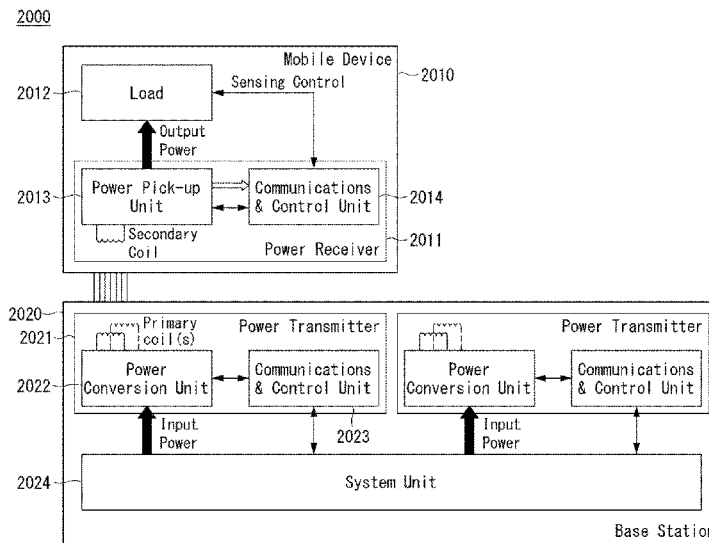 2000
Mobile Device
2010
Sensing Control
2012
Load
Output
Power
2013
Power Pick-up
Unit
Communications
& Control Unit
2014
Secondary
Coil
Power Receiver
2011
2020
2021
Primary
coil(s)
Power Transmitter
2022
Power
Conversion Unit
Communications
& Control Unit
2023
Input
Power
Power Transmitter
Power
Conversion Unit
Communications
& Control Unit
Input
Power
2024
System Unit
Base Station